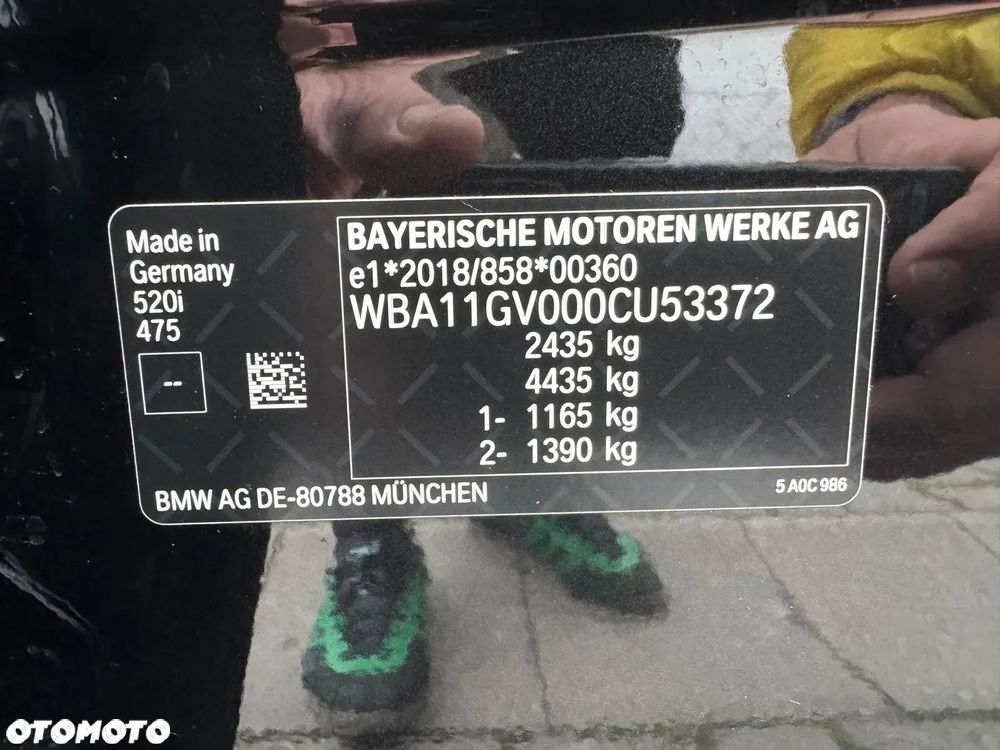 Made in
Germany
520i
475
--
BAYERISCHE MOTOREN WERKE AG
e1*2018/858*00360
WBA11GV000CU53372
2435 kg
4435 kg
1- 1165 kg
2- 1390 kg
BMW AG DE-80788 MÜNCHEN
5 A0C 986
OTOMOTO